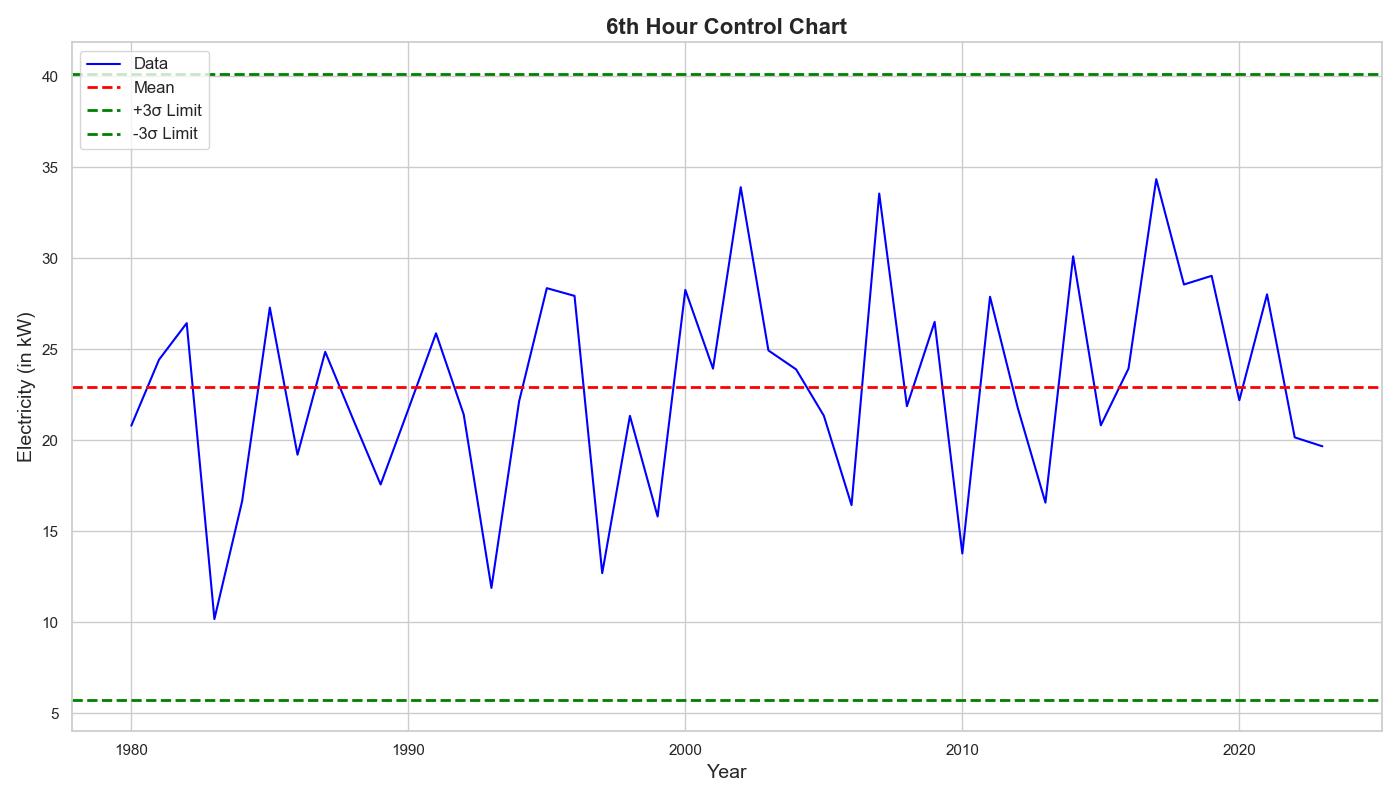 6th Hour Control Chart
Data
Mean
+3σ Limit
-3σ Limit
Electricity (in kW)
40
35
30
25
20
15
10
5
1980 1990 2000 2010 2020
Year